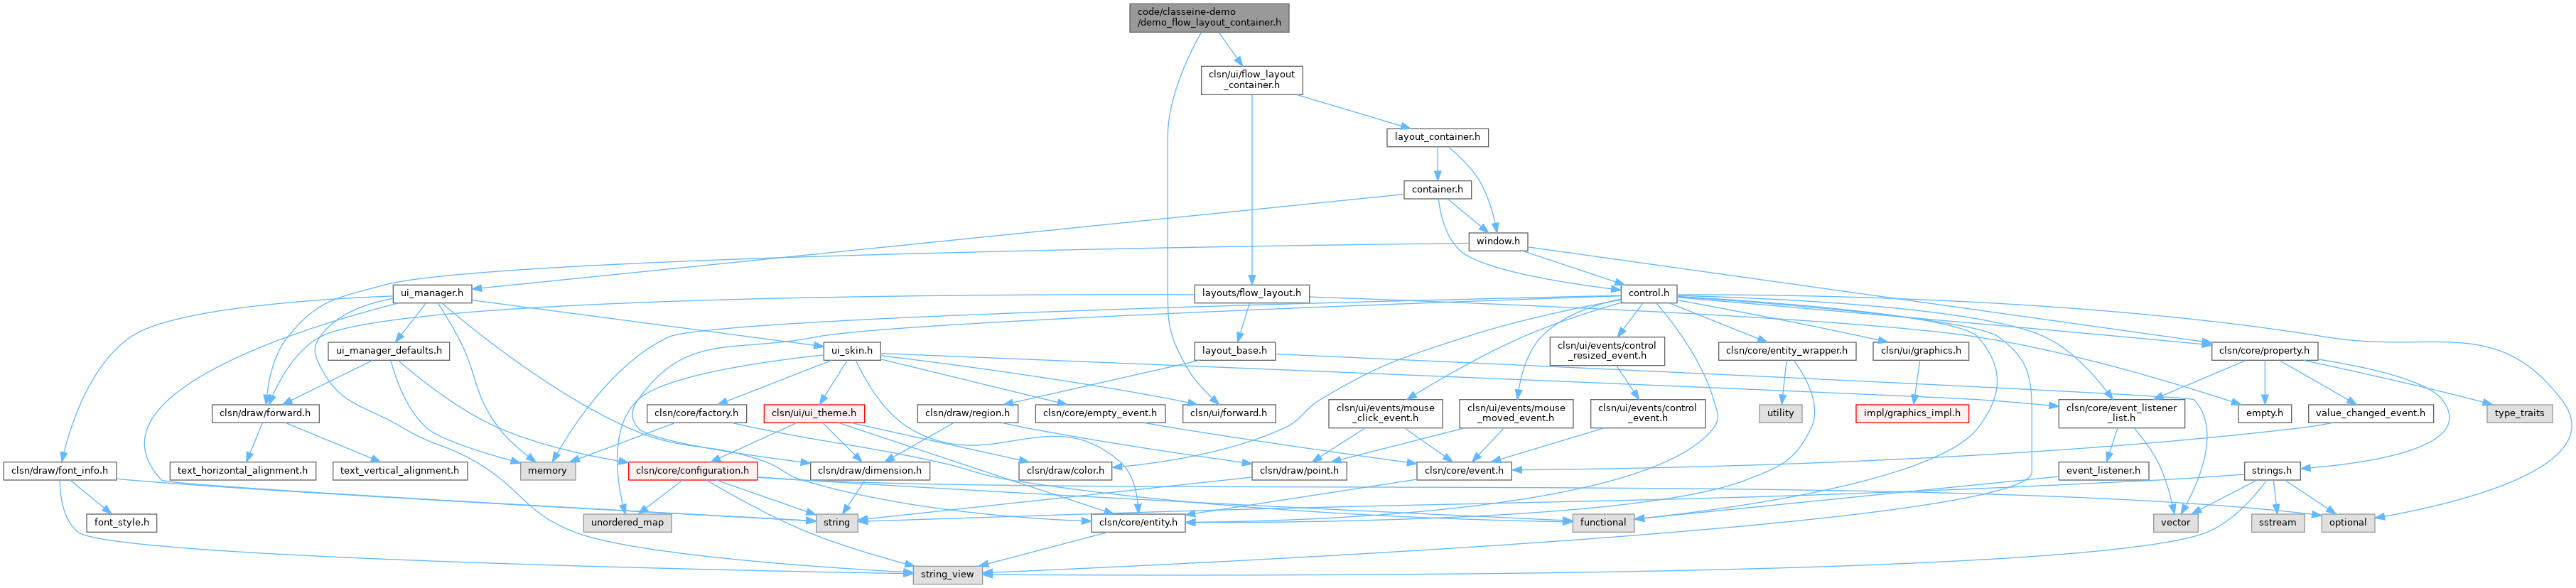 code/classeine-demo
/demo_flow_layout_container.h
clsn/ui/flow_layout
_container.h
layout_container.h
container.h
window.h
ui_manager.h
layouts/flow_layout.h
control.h
ui_manager_defaults.h
ui_skin.h
layout_base.h
clsn/ui/events/control
_resized_event.h
clsn/core/entity_wrapper.h
clsn/ui/graphics.h
clsn/core/property.h
clsn/draw/forward.h
clsn/core/factory.h
clsn/ui/ui_theme.h
clsn/draw/region.h
clsn/core/empty_event.h
clsn/ui/forward.h
clsn/ui/events/mouse
_click_event.h
clsn/ui/events/mouse
_moved_event.h
clsn/ui/events/control
_event.h
utility
impl/graphics_impl.h
clsn/core/event_listener
_list.h
empty.h
value_changed_event.h
type_traits
clsn/draw/font_info.h
text_horizontal_alignment.h
text_vertical_alignment.h
memory
clsn/core/configuration.h
clsn/draw/dimension.h
clsn/draw/color.h
clsn/draw/point.h
clsn/core/event.h
event_listener.h
strings.h
font_style.h
unordered_map
string
clsn/core/entity.h
functional
vector
sstream
optional
string_view